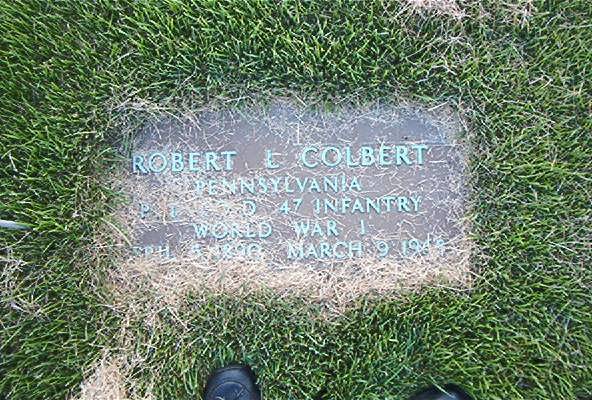 ROBERT L COLBERT
PENNSYLVANIA
47 INFANTRY
WORLD WAR I
MARCH 9